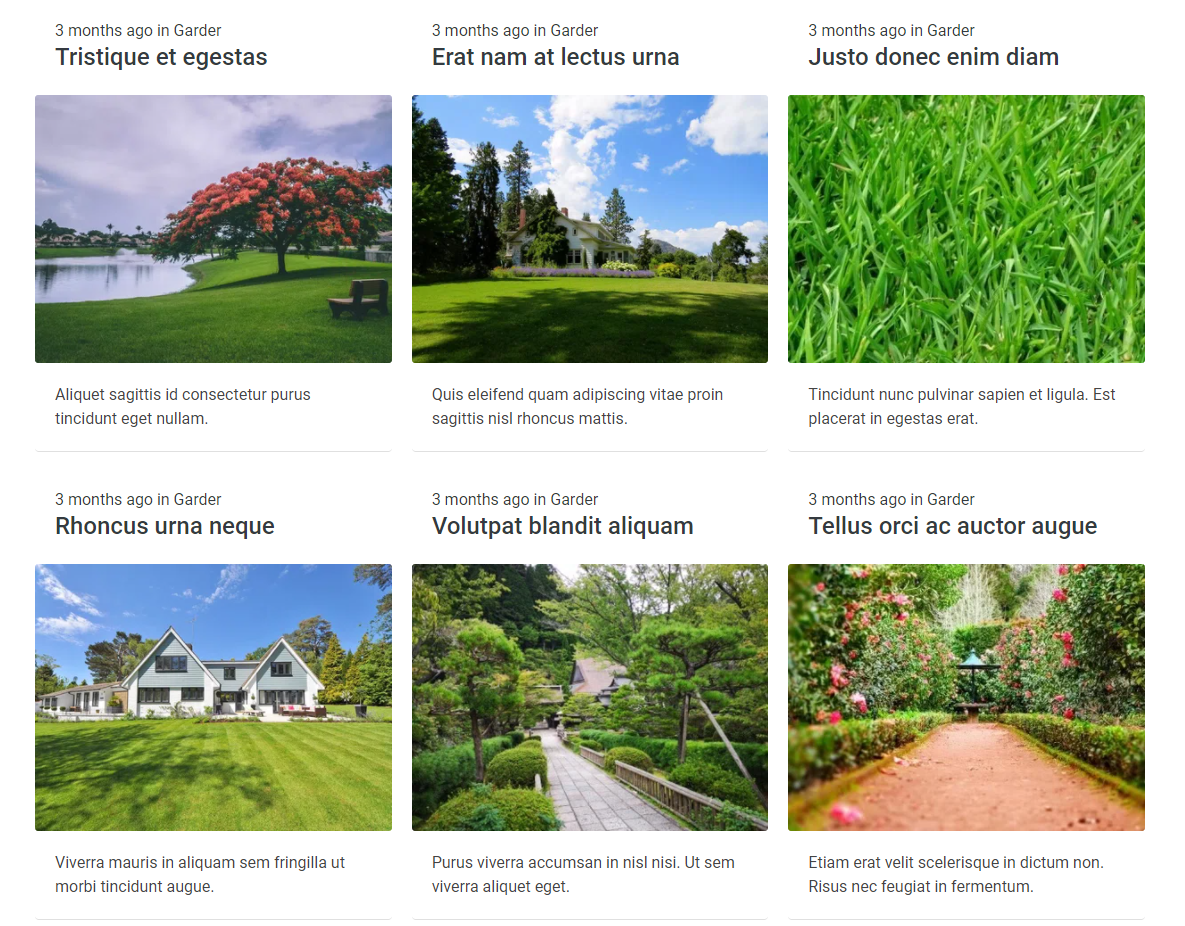 3 months ago in Garder
Tristique et egestas
Aliquet sagittis id consectetur purus
tincidunt eget nullam.
3 months ago in Garder
Erat nam at lectus urna
Quis eleifend quam adipiscing vitae proin
sagittis nisl rhoncus mattis.
3 months ago in Garder
Justo donec enim diam
Tincidunt nunc pulvinar sapien et ligula. Est
placerat in egestas erat.
3 months ago in Garder
Rhoncus urna neque
Viverra mauris in aliquam sem fringilla ut
morbi tincidunt augue.
3 months ago in Garder
Volutpat blandit aliquam
Purus viverra accumsan in nisl nisi. Ut sem
viverra aliquet eget.
3 months ago in Garder
Tellus orci ac auctor augue
Etiam erat velit scelerisque in dictum non.
Risus nec feugiat in fermentum.